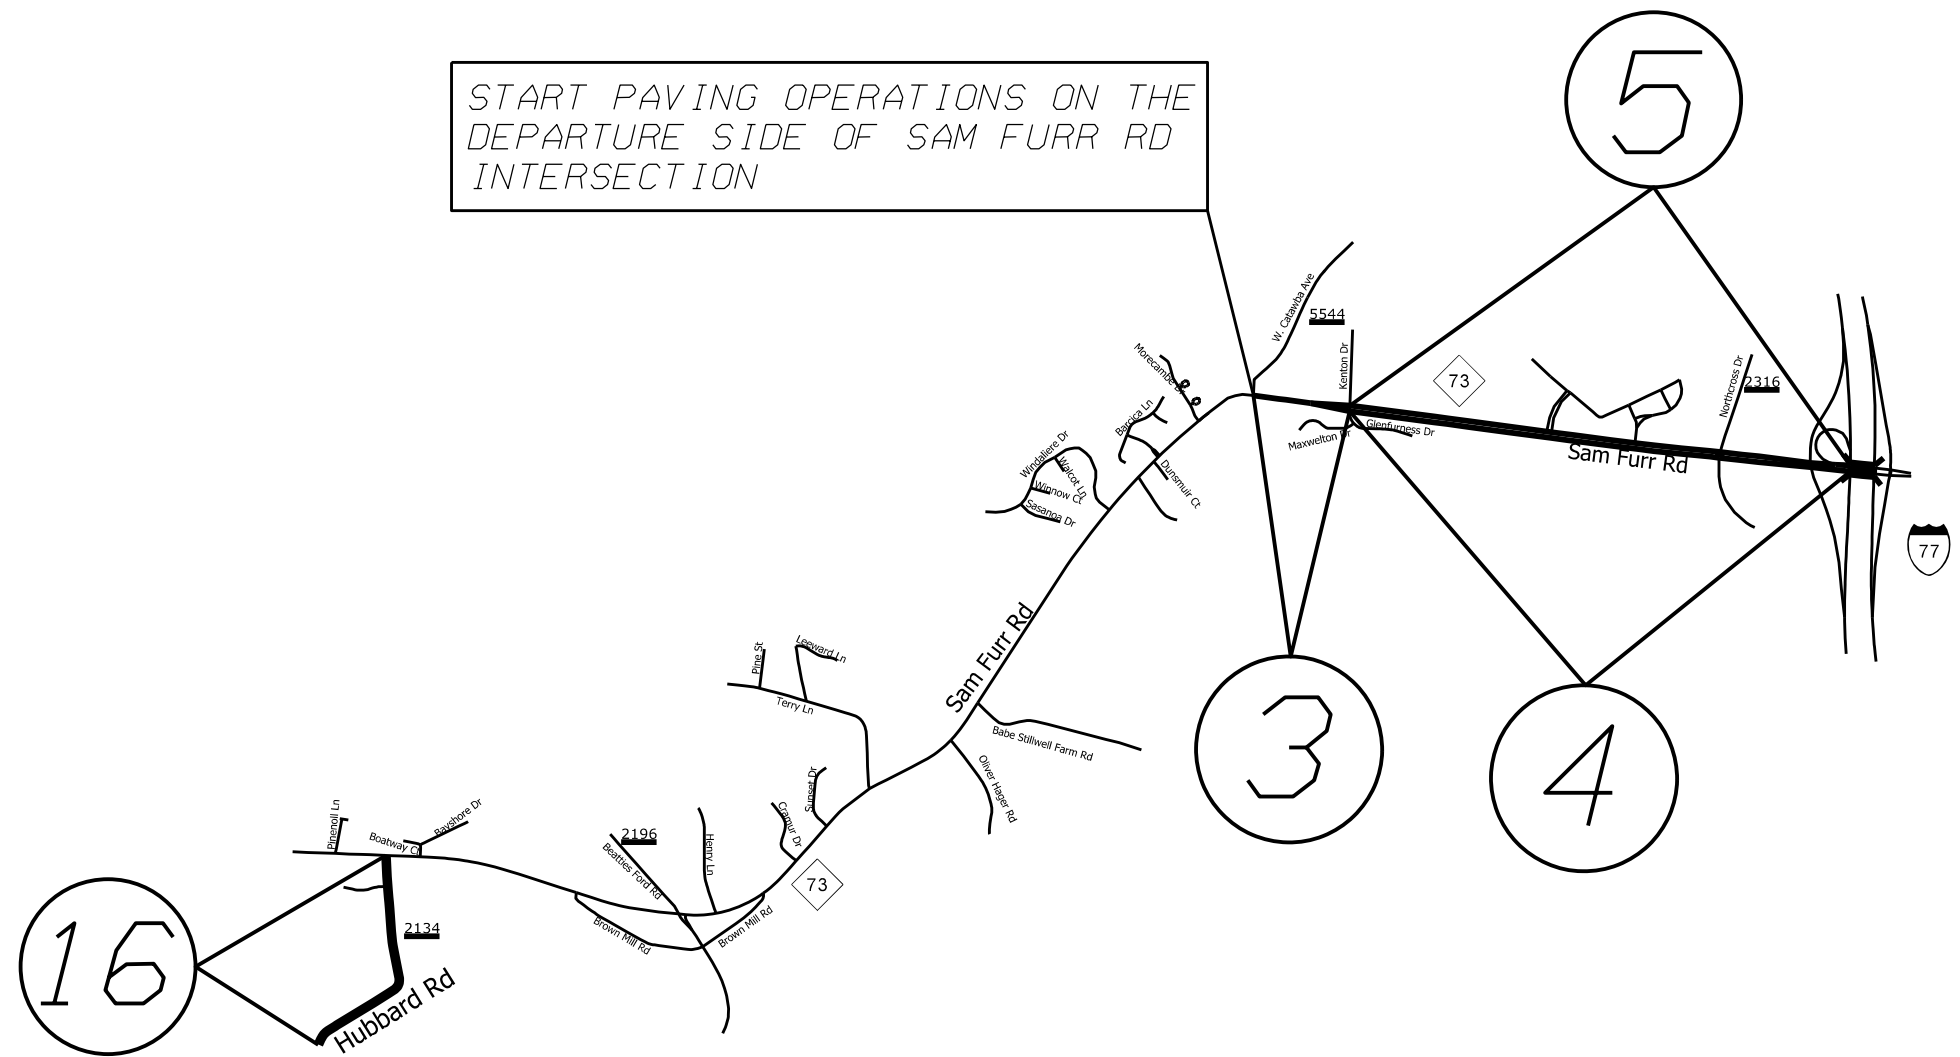 5
START PAVING OPERATIONS ON THE
DEPARTURE SIDE OF SAM FURR RD
INTERSECTION
W. Catawba Ave
5544
Kenton Dr
73
Northcross Dr
2316
Morecambe Dr
Barcica Ln
Glenfurness Dr
Maxwelton Dr
Sam Furr Rd
Windaliere Dr
Walcot Ln
Winnow Ct
Sasanoa Dr
Dunsmuir Ct
77
Sam Furr Rd
Pine St
Leeward Ln
Terry Ln
Babe Stillwell Farm Rd
Oliver Hager Rd
3
4
Sunset Dr
Cramur Dr
Pinenoll Ln
Bayshore Dr
Boatway Ct
2196
Beatties Ford Rd
Henry Ln
73
Brown Mill Rd
Brown Mill Rd
16
2134
Hubbard Rd